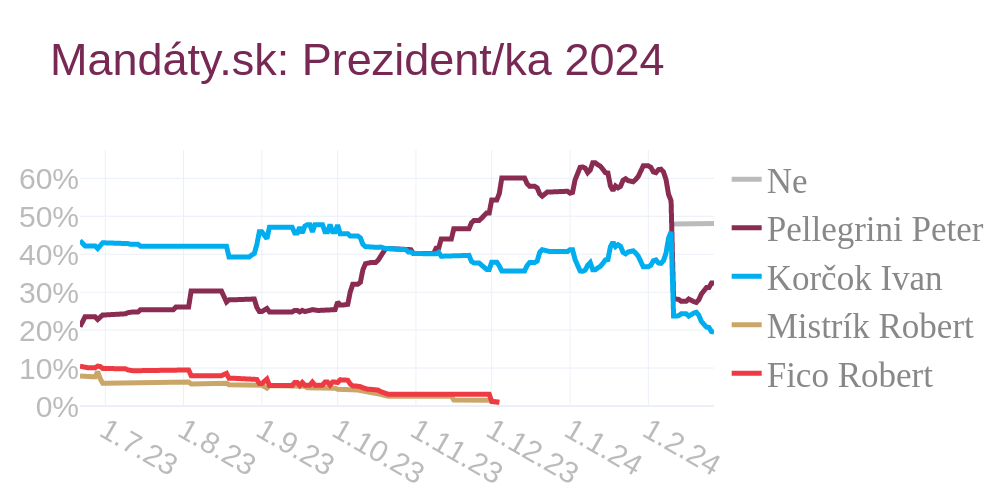 Mandáty.sk: Prezident/ka 2024
60%
50%
40%
30%
20%
10%
0%
1.7.23
1.8.23
1.9.23
1.10.23
1.11.23
1.12.23
1.1.24
1.2.24
Ne
Pellegrini Peter
Korčok Ivan
Mistrík Robert
Fico Robert